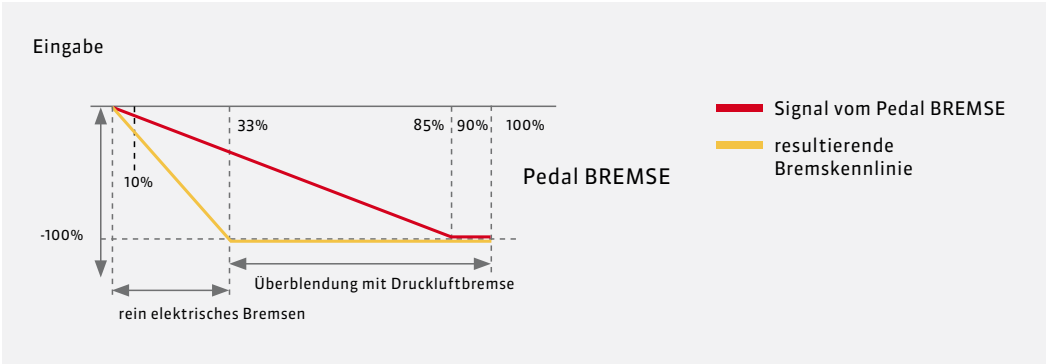 Eingabe
33%
85%
90%
100%
10%
Pedal BREMSE
-100%
Überblendung mit Druckluftbremse
rein elektrisches Bremsen
Signal vom Pedal BREMSE
resultierende
Bremskennlinie